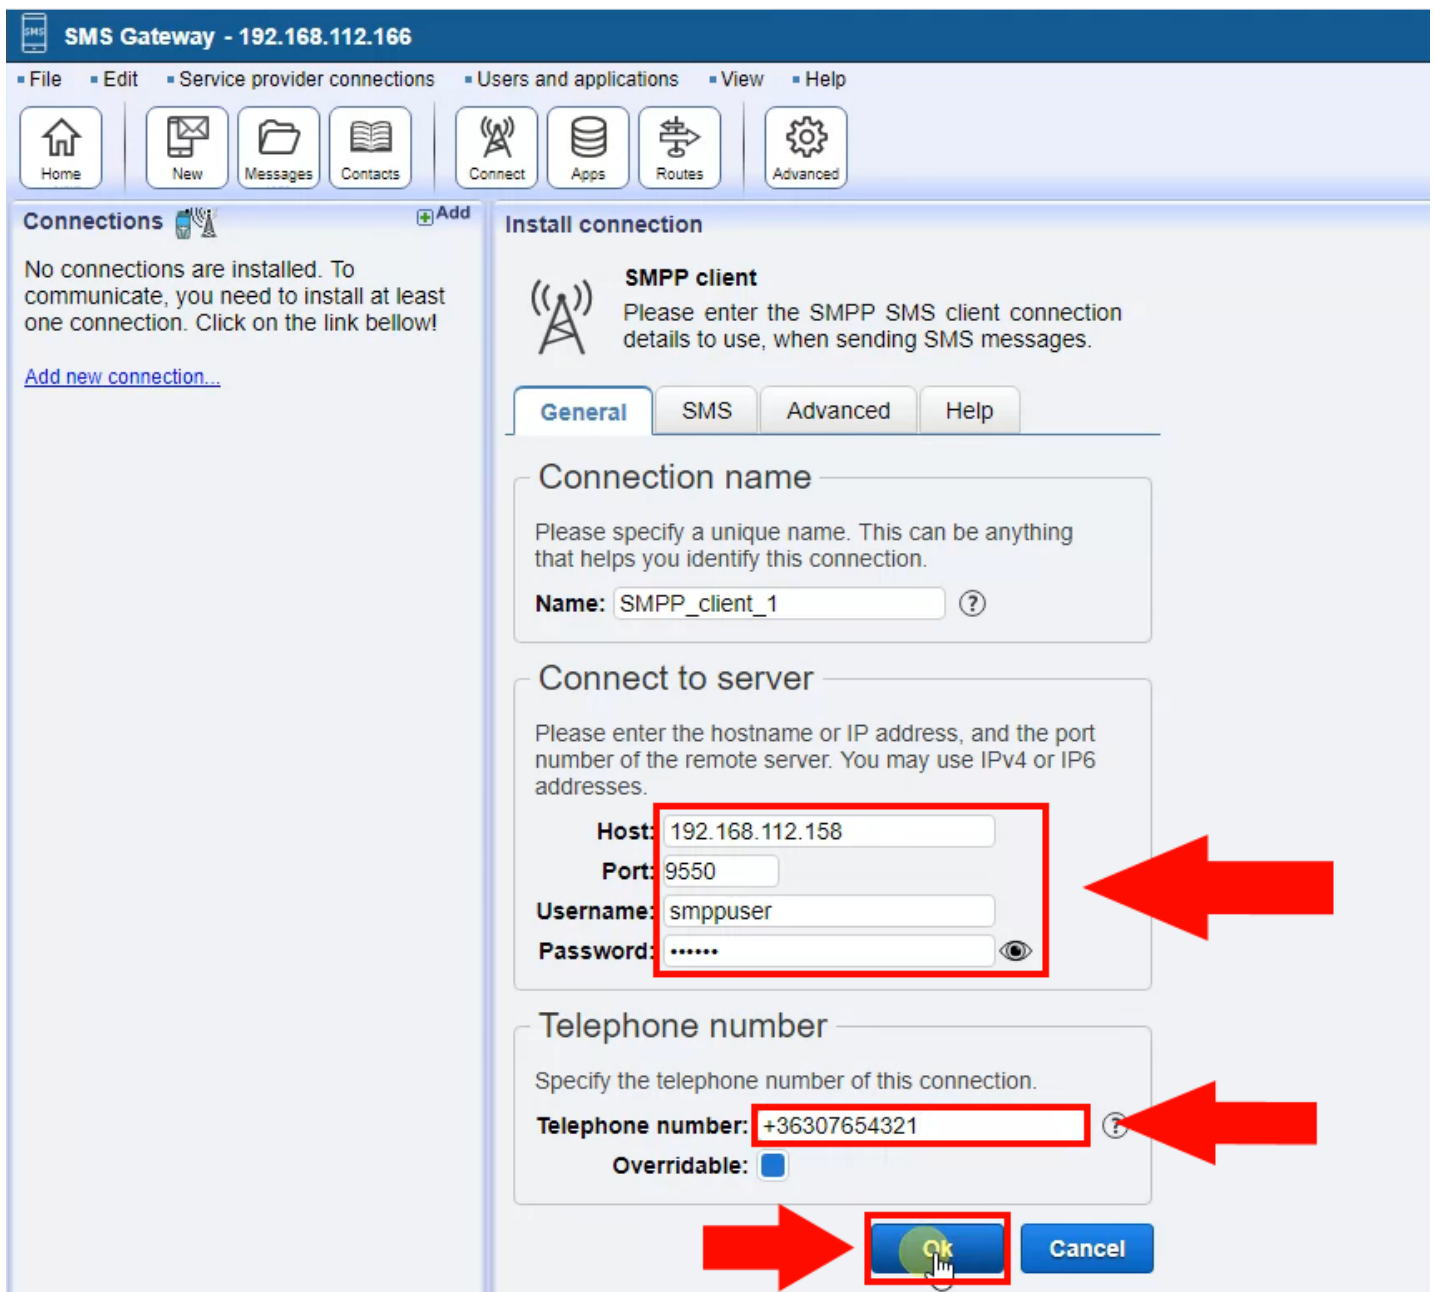 SMS
SMS Gateway - 192.168.112.166
File Edit Service provider connections Users and applications View Help
Home New Messages Contacts Connect Apps Routes Advanced
Connections Add
No connections are installed. To
communicate, you need to install at least
one connection. Click on the link bellow!
Add new connection...
Install connection
SMPP client
Please enter the SMPP SMS client connection
details to use, when sending SMS messages.
General SMS Advanced Help
Connection name
Please specify a unique name. This can be anything
that helps you identify this connection.
Name: SMPP_client_1 ?
Connect to server
Please enter the hostname or IP address, and the port
number of the remote server. You may use IPv4 or IP6
addresses.
Host: 192.168.112.158
Port: 9550
Username: smppuser
Password: ••••••
Telephone number
Specify the telephone number of this connection.
Telephone number: +36307654321 ?
Overridable:
Ok Cancel